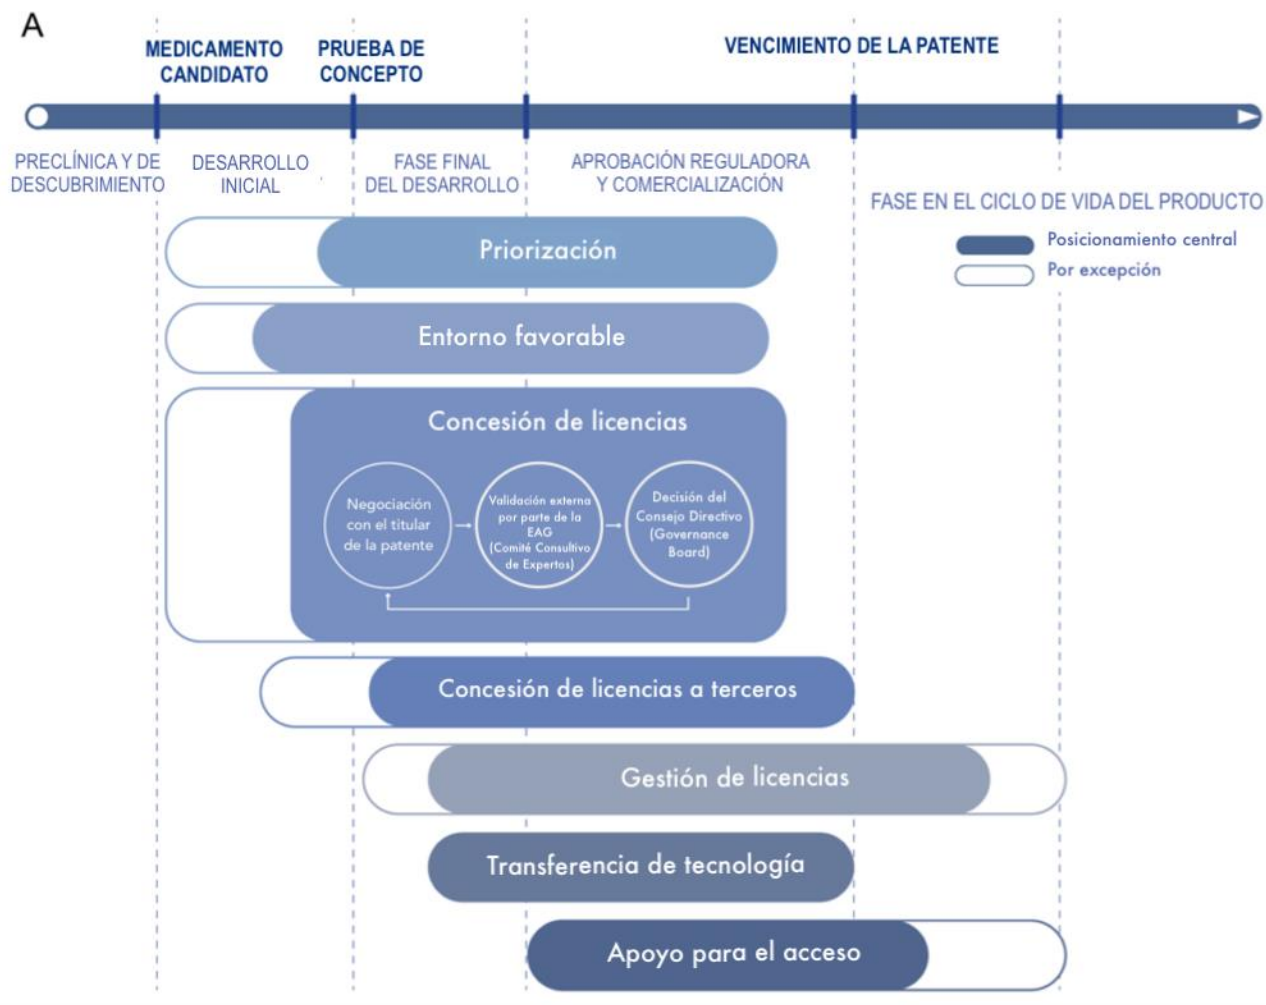 A
MEDICAMENTO
CANDIDATO
PRUEBA DE
CONCEPTO
VENCIMIENTO DE LA PATENTE
PRECLÍNICA Y DE
DESCUBRIMIENTO
DESARROLLO
INICIAL
FASE FINAL
DEL DESARROLLO
APROBACIÓN REGULADORA
Y COMERCIALIZACIÓN
FASE EN EL CICLO DE VIDA DEL PRODUCTO
Posicionamiento central
Por excepción
Priorización
Entorno favorable
Concesión de licencias
Negociación
con el titular
de la patente
Validación externa
por parte de la
EAG
(Comité Consultivo
de Expertos)
Decisión del
Consejo Directivo
(Governance
Board)
Concesión de licencias a terceros
Gestión de licencias
Transferencia de tecnología
Apoyo para el acceso